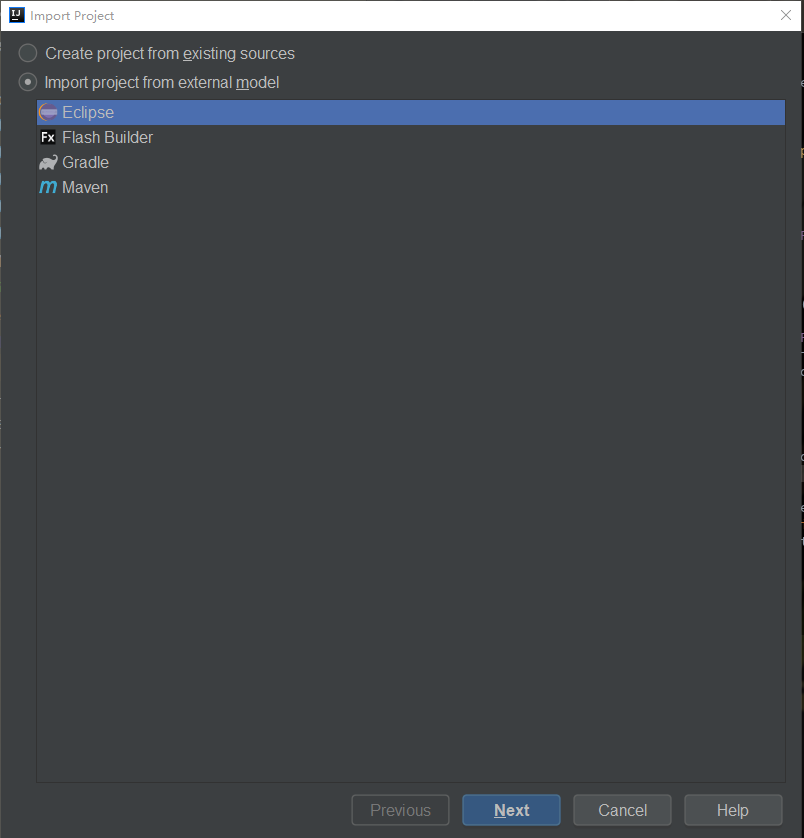 IJ Import Project
Create project from existing sources
Import project from external model
Eclipse
Fx Flash Builder
Gradle
m Maven
Previous Next Cancel Help